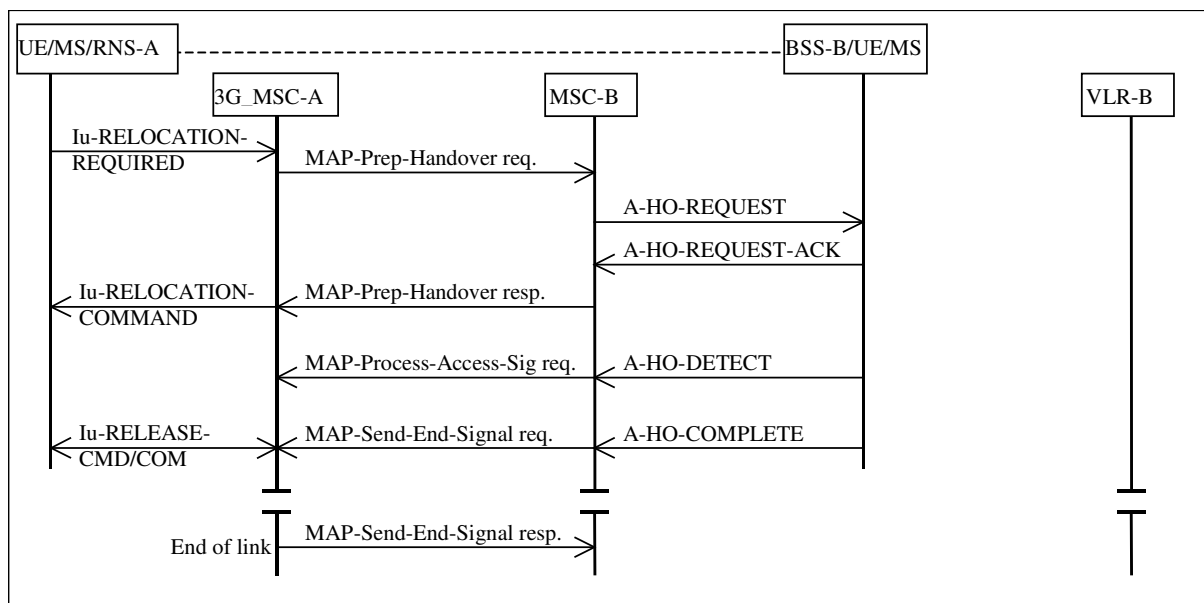 UE/MS/RNS-A
BSS-B/UE/MS
3G_MSC-A
MSC-B
VLR-B
Iu-RELOCATION-
REQUIRED
MAP-Prep-Handover req.
A-HO-REQUEST
A-HO-REQUEST-ACK
Iu-RELOCATION-
COMMAND
MAP-Prep-Handover resp.
MAP-Process-Access-Sig req.
A-HO-DETECT
Iu-RELEASE-
CMD/COM
MAP-Send-End-Signal req.
A-HO-COMPLETE
End of link
MAP-Send-End-Signal resp.